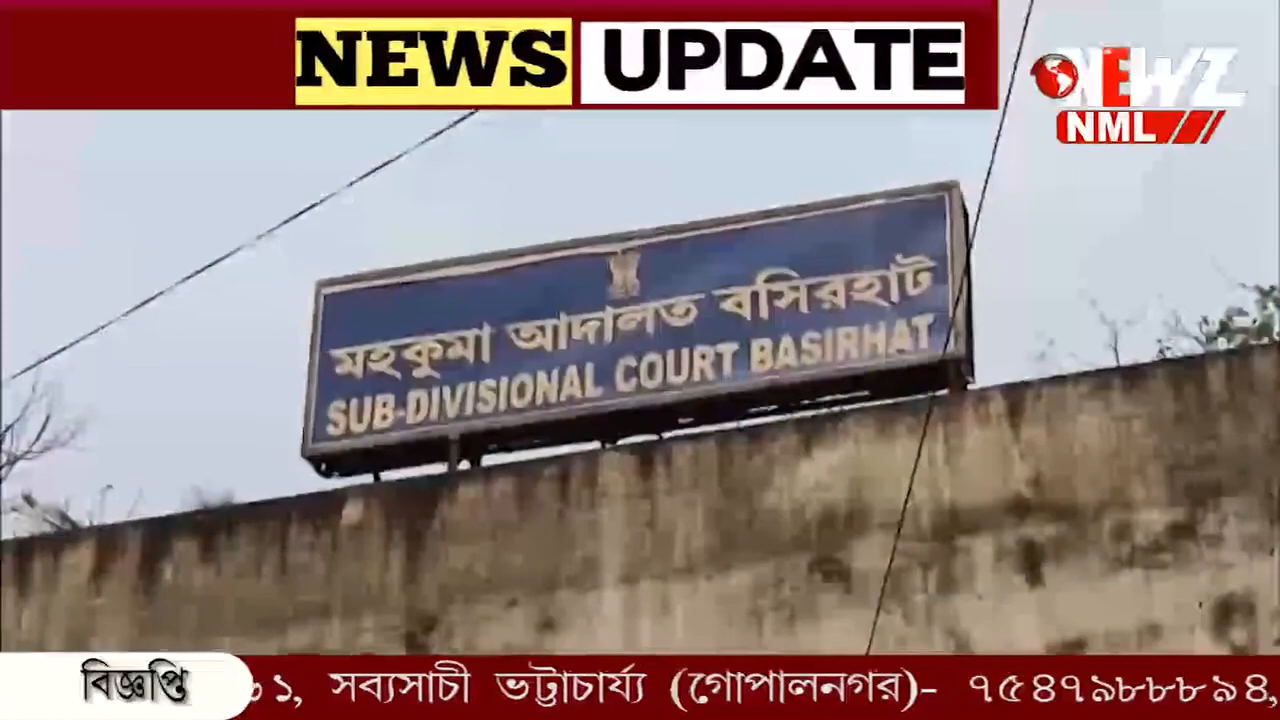 NEWS UPDATE
NEWZ
NML
মহকুমা আদালত বসিরহাট
SUB-DIVISIONAL COURT BASIRHAT
বিজ্ঞপ্তি
১, সব্যসাচী ভট্টাচার্য্য (গোপালনগর)- ৭৫৪৭৯৮৮৮৯৪,